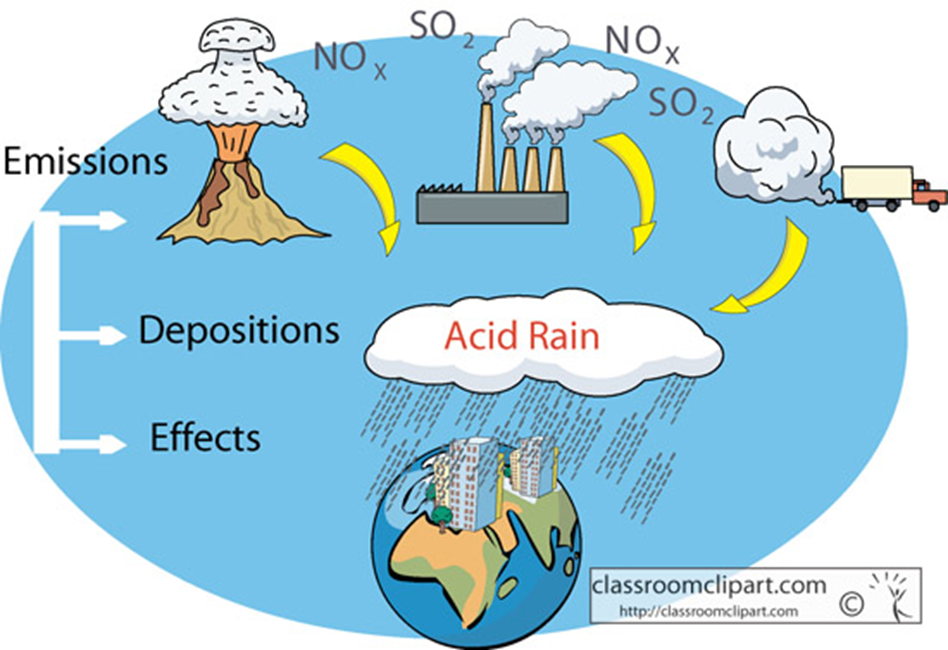 NOx
SO2
NOx
SO2
Emissions
Depositions
Acid Rain
Effects
classroomclipart.com
http://classroomclipart.com
©